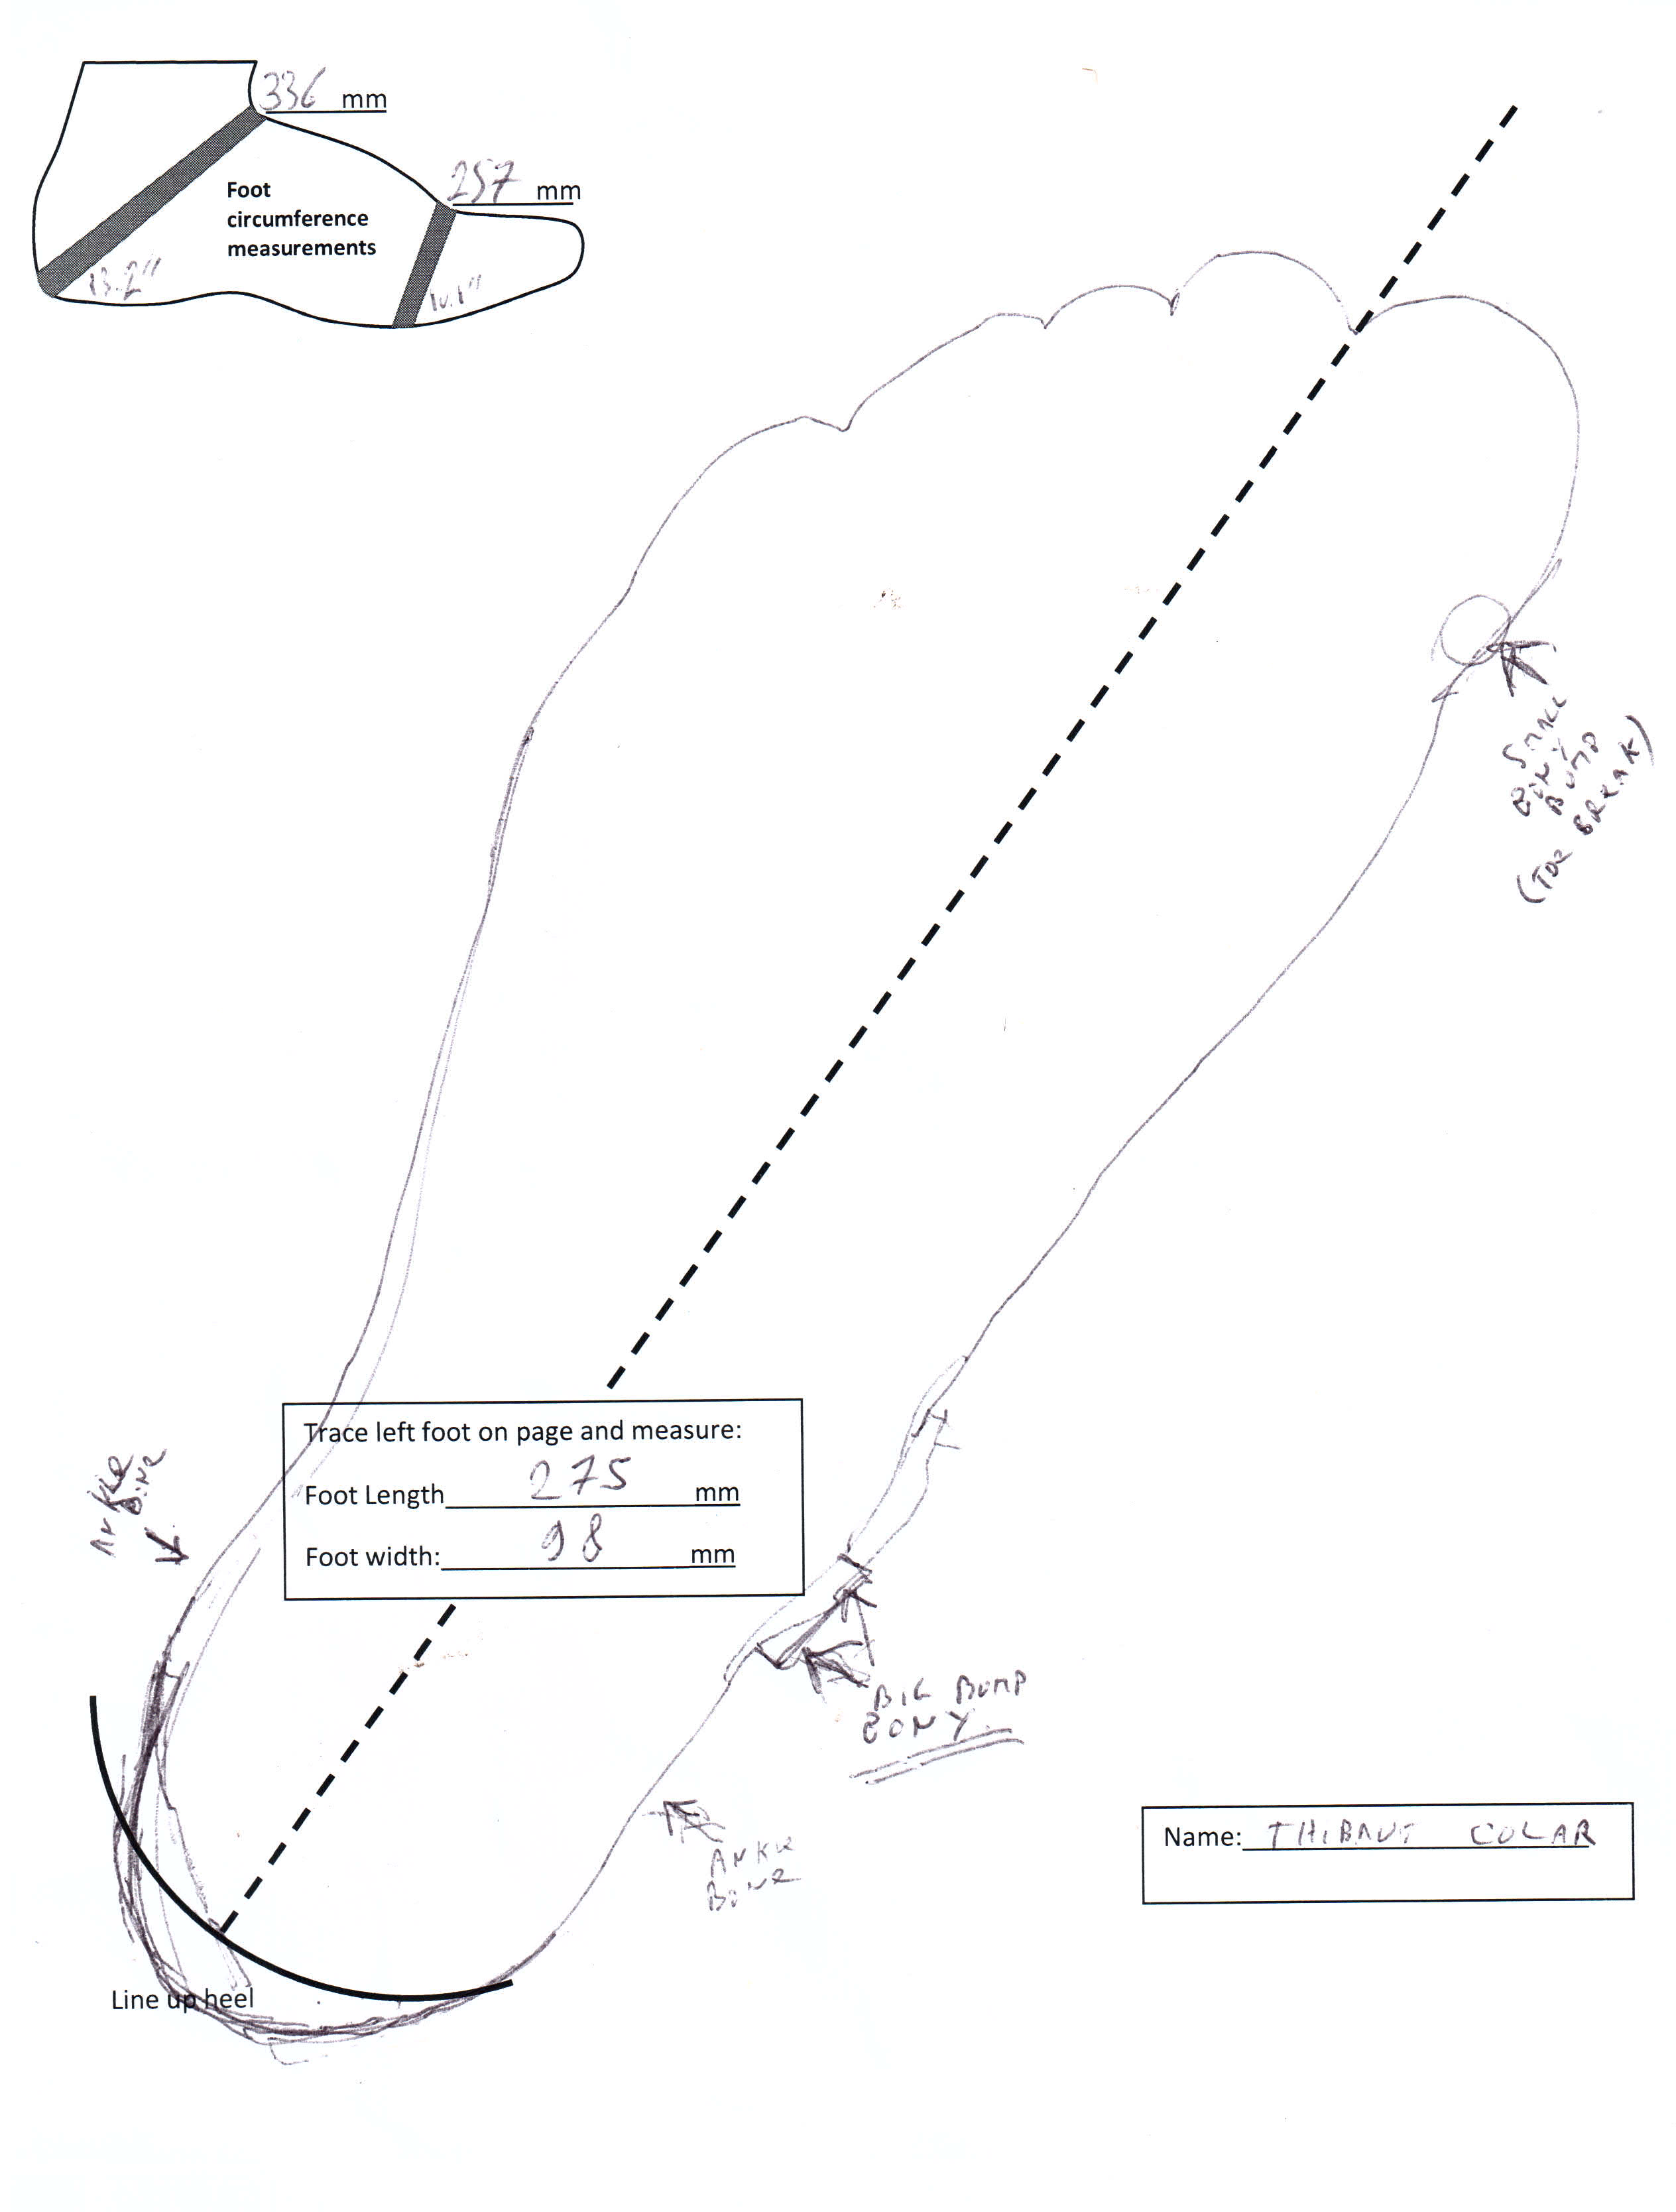 336 mm
257 mm
Foot
circumference
measurements
13.2"
10.1"
SMALL
BONY
BUMP
(TOE BREAK)
Trace left foot on page and measure:
Foot Length 275 mm
Foot width: 98 mm
ANKLE
BONE
BIG BUMP
BONY
ANKLE
BONE
Name: THIBAUT COLAR
Line up heel